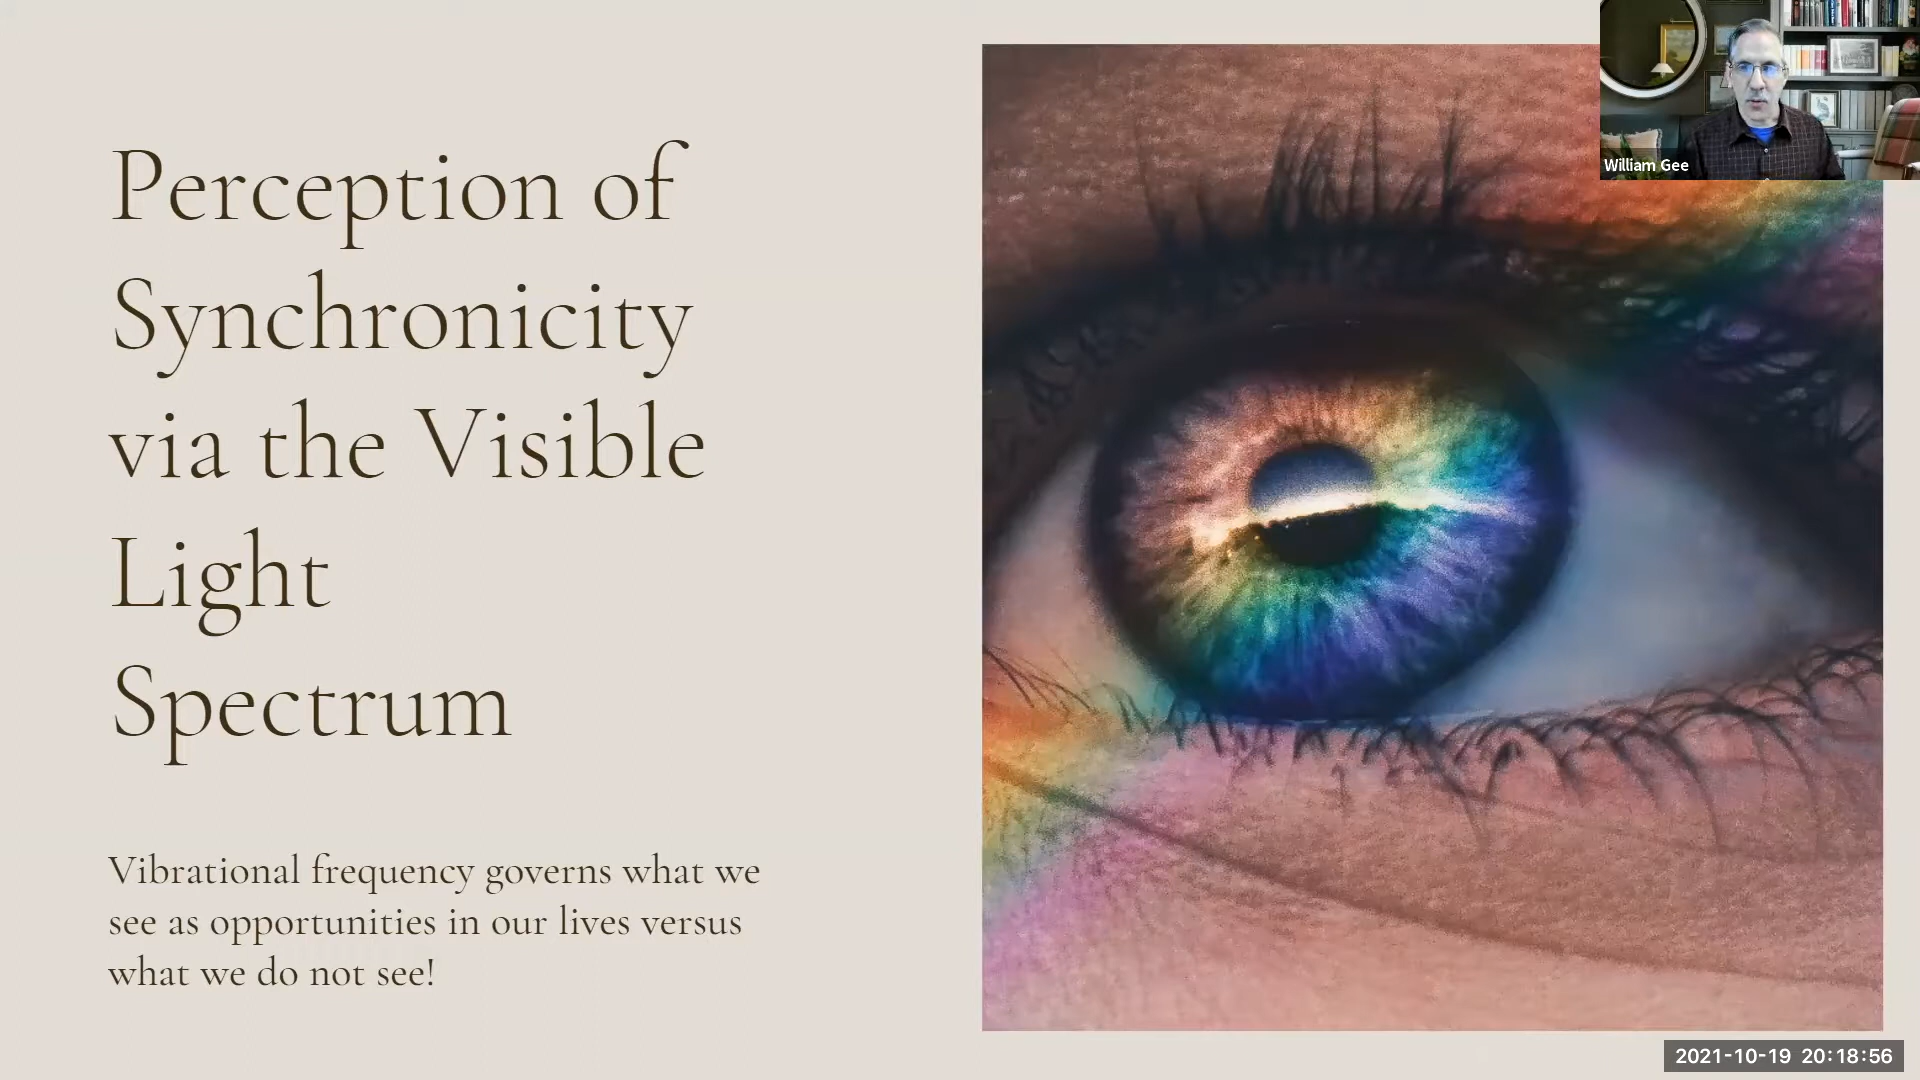 Perception of
Synchronicity
via the Visible
Light
Spectrum
Vibrational frequency governs what we
see as opportunities in our lives versus
what we do not see!
William Gee
2021-10-19 20:18:56